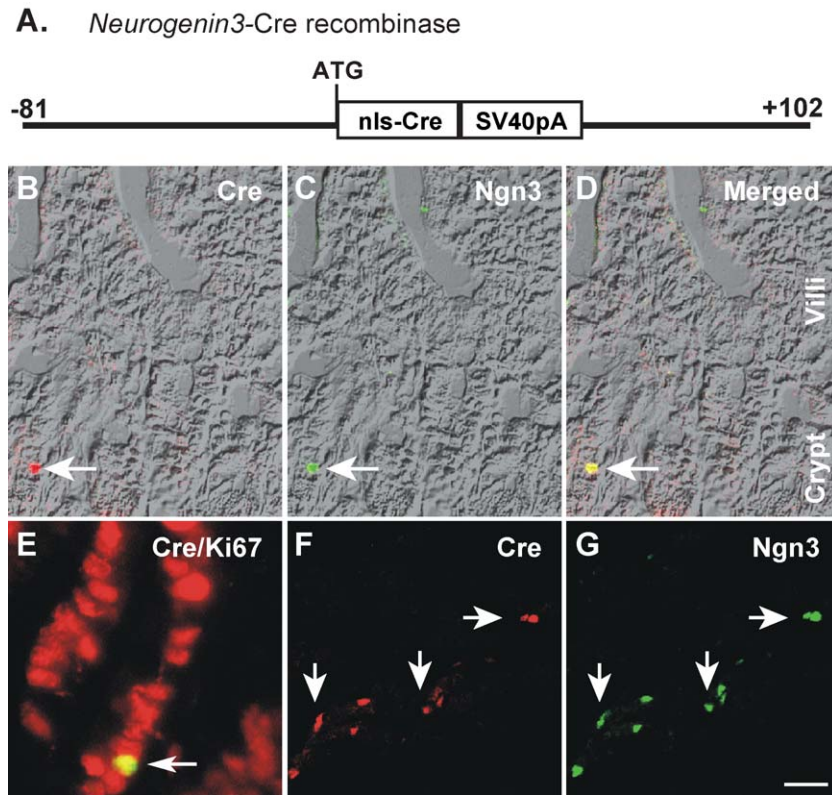 A. Neurogenin3-Cre recombinase
ATG
-81 nls-Cre SV40pA +102
B Cre C Ngn3 D Merged
Villi
Crypt
E Cre/Ki67 F Cre G Ngn3